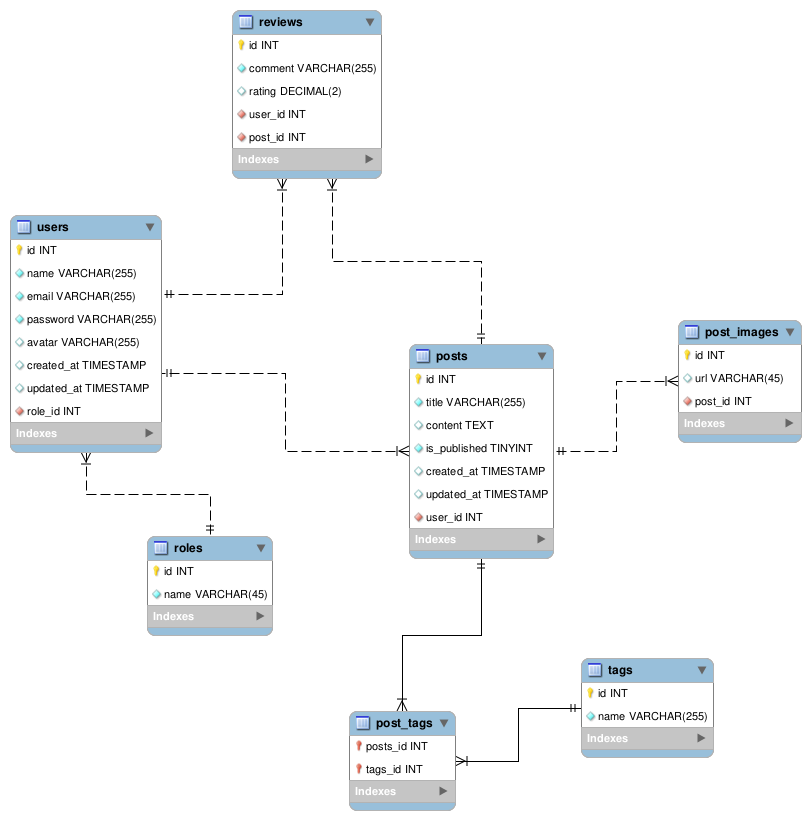 reviews
id INT
comment VARCHAR(255)
rating DECIMAL(2)
user_id INT
post_id INT
Indexes
users
id INT
name VARCHAR(255)
email VARCHAR(255)
password VARCHAR(255)
avatar VARCHAR(255)
created_at TIMESTAMP
updated_at TIMESTAMP
role_id INT
Indexes
posts
id INT
title VARCHAR(255)
content TEXT
is_published TINYINT
created_at TIMESTAMP
updated_at TIMESTAMP
user_id INT
Indexes
post_images
id INT
url VARCHAR(45)
post_id INT
Indexes
roles
id INT
name VARCHAR(45)
Indexes
tags
id INT
name VARCHAR(255)
Indexes
post_tags
posts_id INT
tags_id INT
Indexes